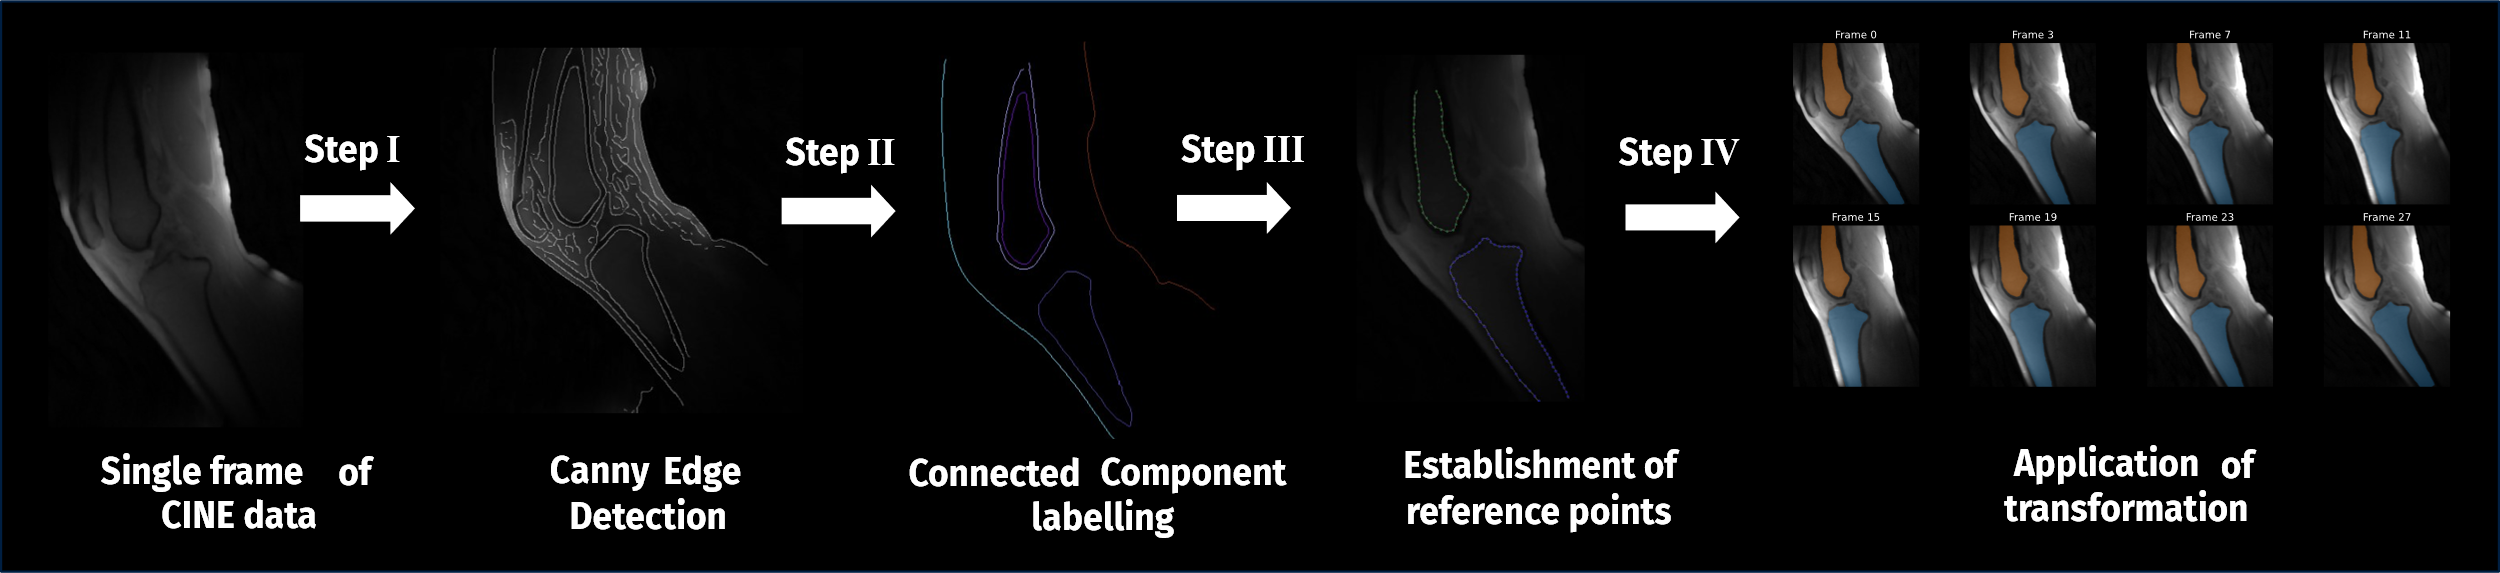 Step I
Step II
Step III
Step IV
Frame 0
Frame 3
Frame 7
Frame 11
Frame 15
Frame 19
Frame 23
Frame 27
Single frame of
CINE data
Canny Edge
Detection
Connected Component
labelling
Establishment of
reference points
Application of
transformation